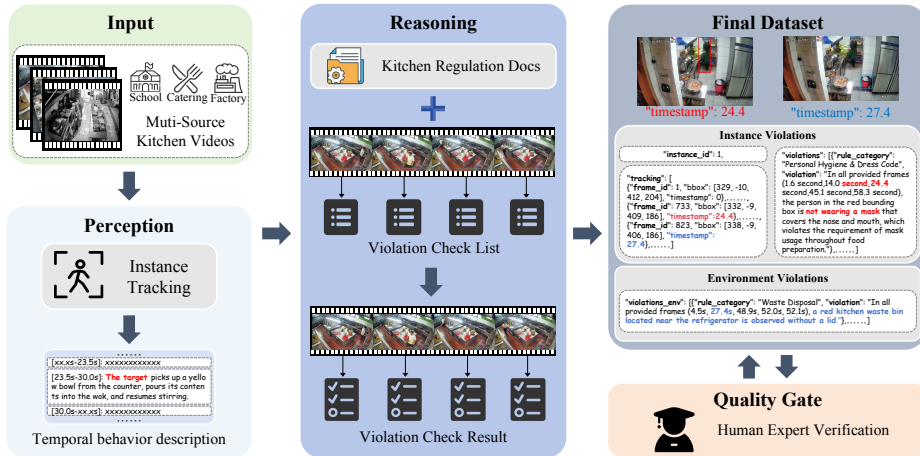 Input
School Catering Factory
Muti-Source
Kitchen Videos
Perception
Instance
Tracking
......
[xx.xs-23.5s]: xxxxxxxxxxxx
[23.5s-30.0s]: The target picks up a yello
w bowl from the counter, pours its conten
ts into the wok, and resumes stirring.
[30.0s-xx.xs]: xxxxxxxxxxxx
......
Temporal behavior description
Reasoning
Kitchen Regulation Docs
Violation Check List
Violation Check Result
Final Dataset
"timestamp": 24.4
"timestamp": 27.4
Instance Violations
"instance_id": 1,
"tracking": [
{"frame_id": 1, "bbox": [329, -10,
412, 204], "timestamp": 0},......,
{"frame_id": 733, "bbox": [332, -9,
409, 186], "timestamp":24.4},......,
{"frame_id": 823, "bbox": [338, -9,
406, 186], "timestamp":
27.4},......]
"violations": [{"rule_category":
"Personal Hygiene & Dress Code",
"violation": "In all provided frames
(1.6 second,14.0 second,24.4
second,45.1 second,58.3 second),
the person in the red bounding
box is not wearing a mask that
covers the nose and mouth, which
violates the requirement of mask
usage throughout food
preparation."},......]
Environment Violations
"violations_env": [{"rule_category": "Waste Disposal", "violation": "In all
provided frames (4.5s, 27.4s, 48.9s, 52.0s, 52.1s), a red kitchen waste bin
located near the refrigerator is observed without a lid."},......]
Quality Gate
Human Expert Verification